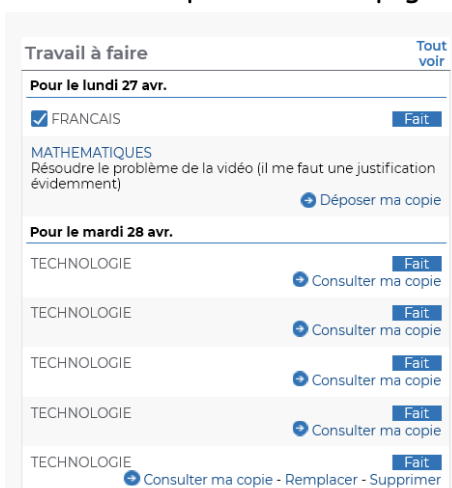 Travail à faire
Tout
voir
Pour le lundi 27 avr.
FRANCAIS
Fait
MATHEMATIQUES
Résoudre le problème de la vidéo (il me faut une justification
évidemment)
Déposer ma copie
Pour le mardi 28 avr.
TECHNOLOGIE
Fait
Consulter ma copie
TECHNOLOGIE
Fait
Consulter ma copie
TECHNOLOGIE
Fait
Consulter ma copie
TECHNOLOGIE
Fait
Consulter ma copie
TECHNOLOGIE
Fait
Consulter ma copie - Remplacer - Supprimer